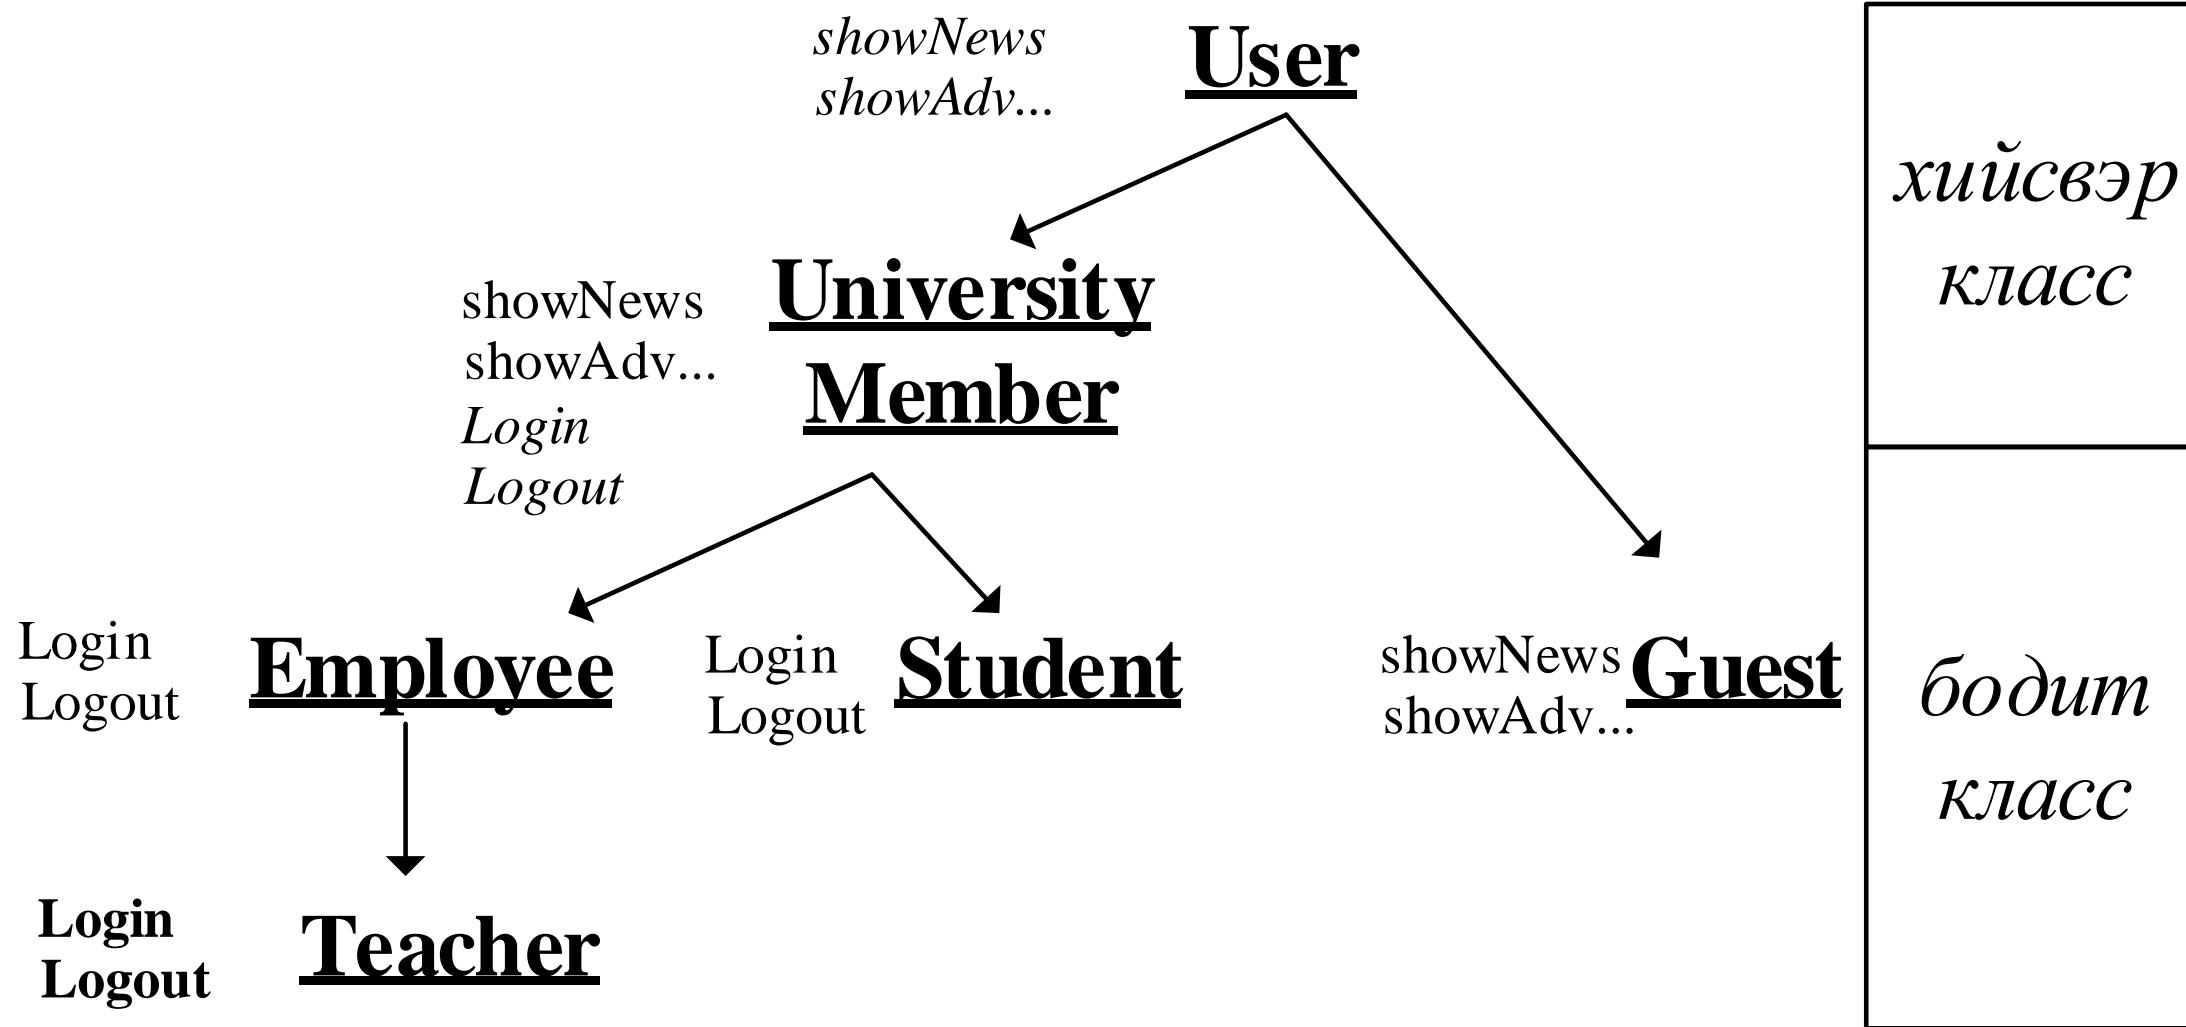 showNews
showAdv...
User
хийсвэр
класс
showNews
showAdv...
Login
Logout
University
Member
Login
Logout
Employee
Login
Logout
Student
showNews
showAdv...
Guest
бодит
класс
Login
Logout
Teacher